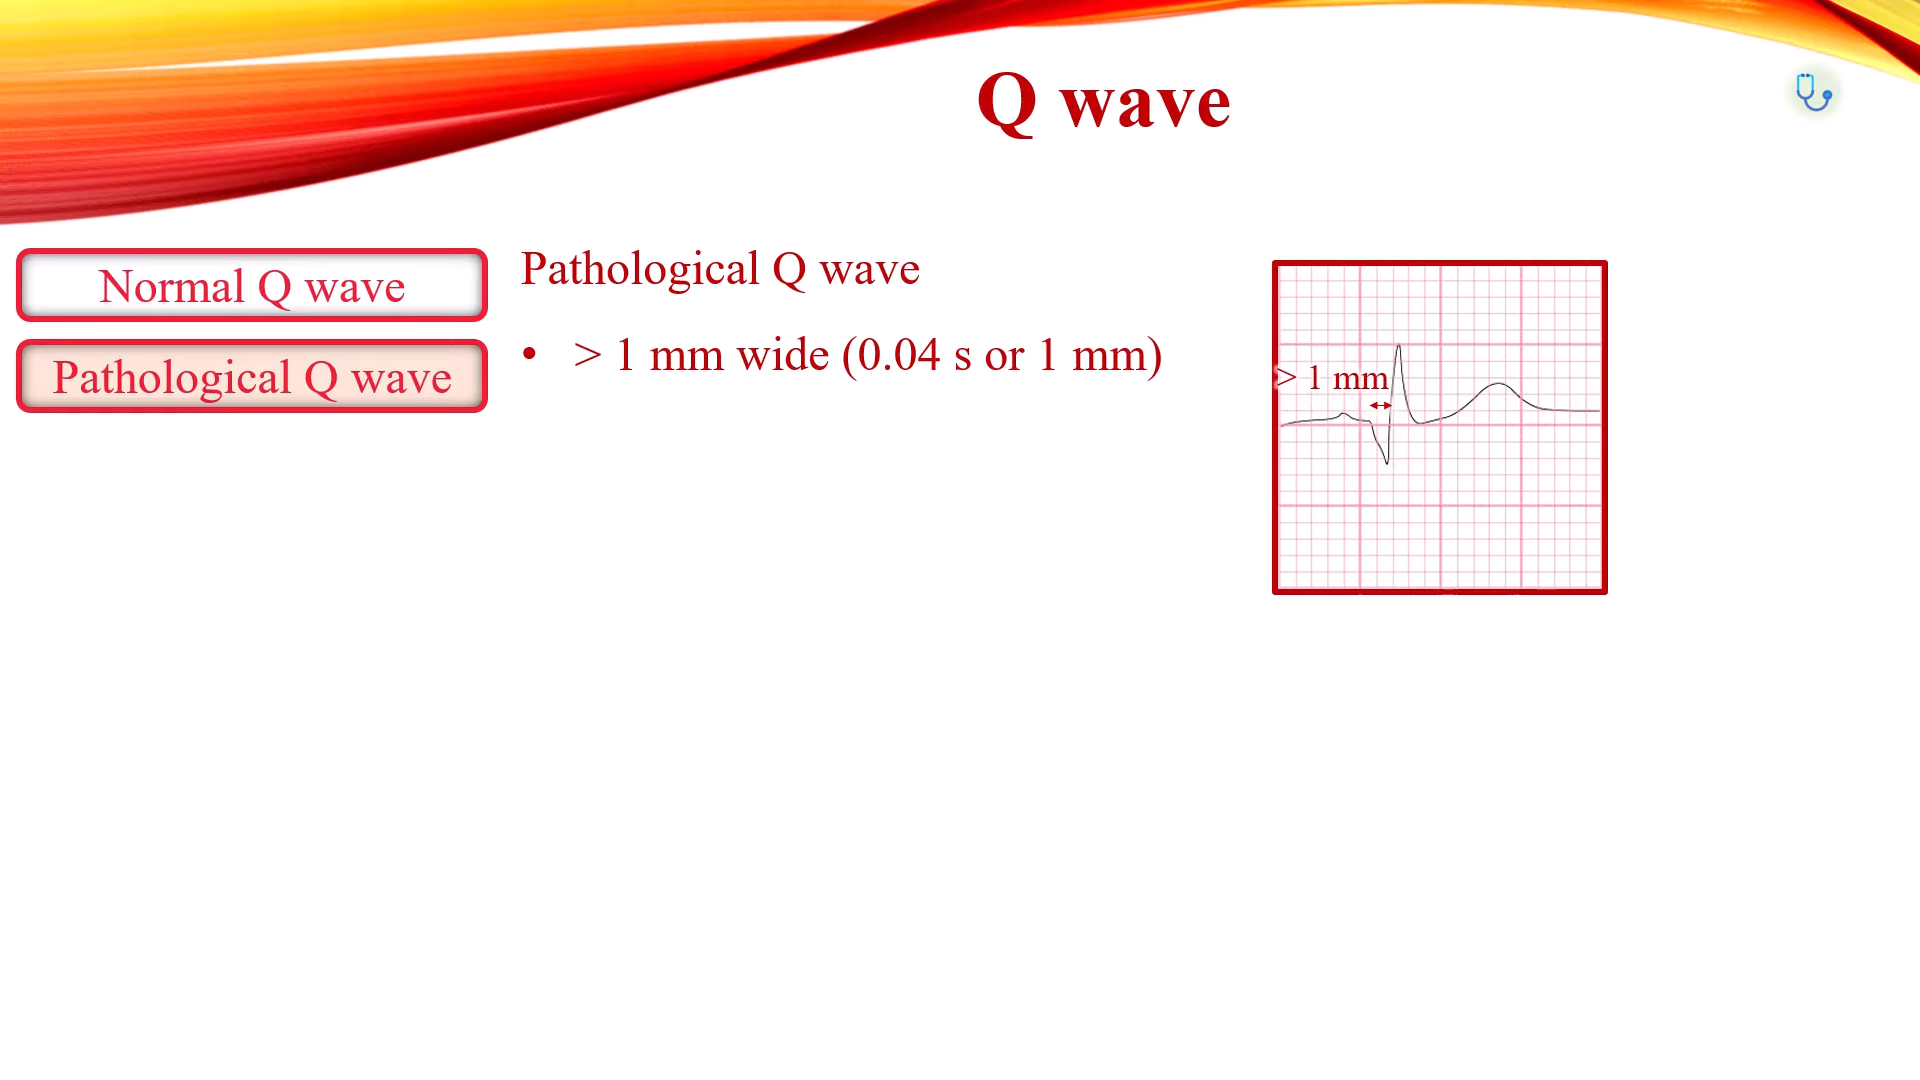 Q wave
Normal Q wave
Pathological Q wave
Pathological Q wave
• > 1 mm wide (0.04 s or 1 mm)
> 1 mm